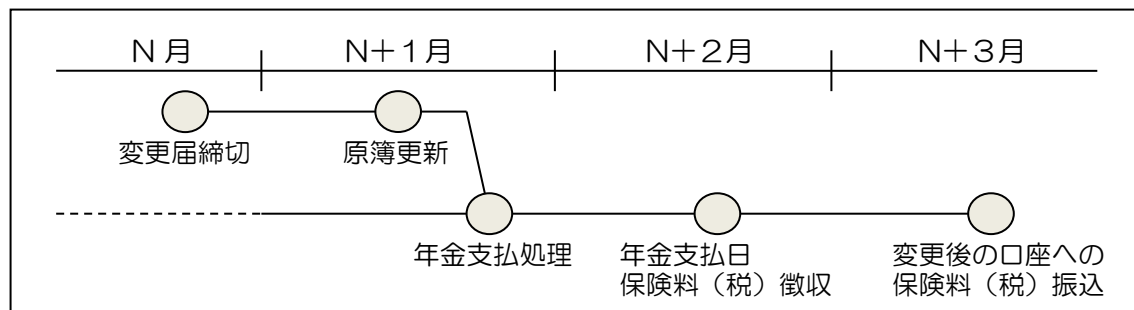 N月
N+1月
N+2月
N+3月
変更届締切
原簿更新
年金支払処理
年金支払日
保険料（税）徴収
変更後の口座への
保険料（税）振込